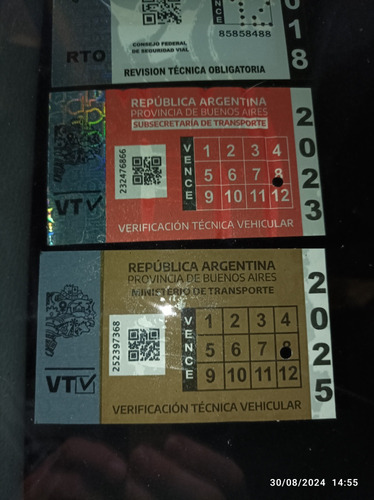 85858488
VENCE
018
RTO
CONSEJO FEDERAL
DE SEGURIDAD VIAL
REVISION TÉCNICA OBLIGATORIA
REPÚBLICA ARGENTINA
PROVINCIA DE BUENOS AIRES
SUBSECRETARÍA DE TRANSPORTE
232476866
VENCE
1 2 3 4
5 6 7 8
9 10 11 12
2023
VTV
VERIFICACIÓN TÉCNICA VEHICULAR
REPÚBLICA ARGENTINA
PROVINCIA DE BUENOS AIRES
MINISTERIO DE TRANSPORTE
252397368
VENCE
1 2 3 4
5 6 7 8
9 10 11 12
2025
VTV
VERIFICACIÓN TÉCNICA VEHICULAR
30/08/2024 14:55